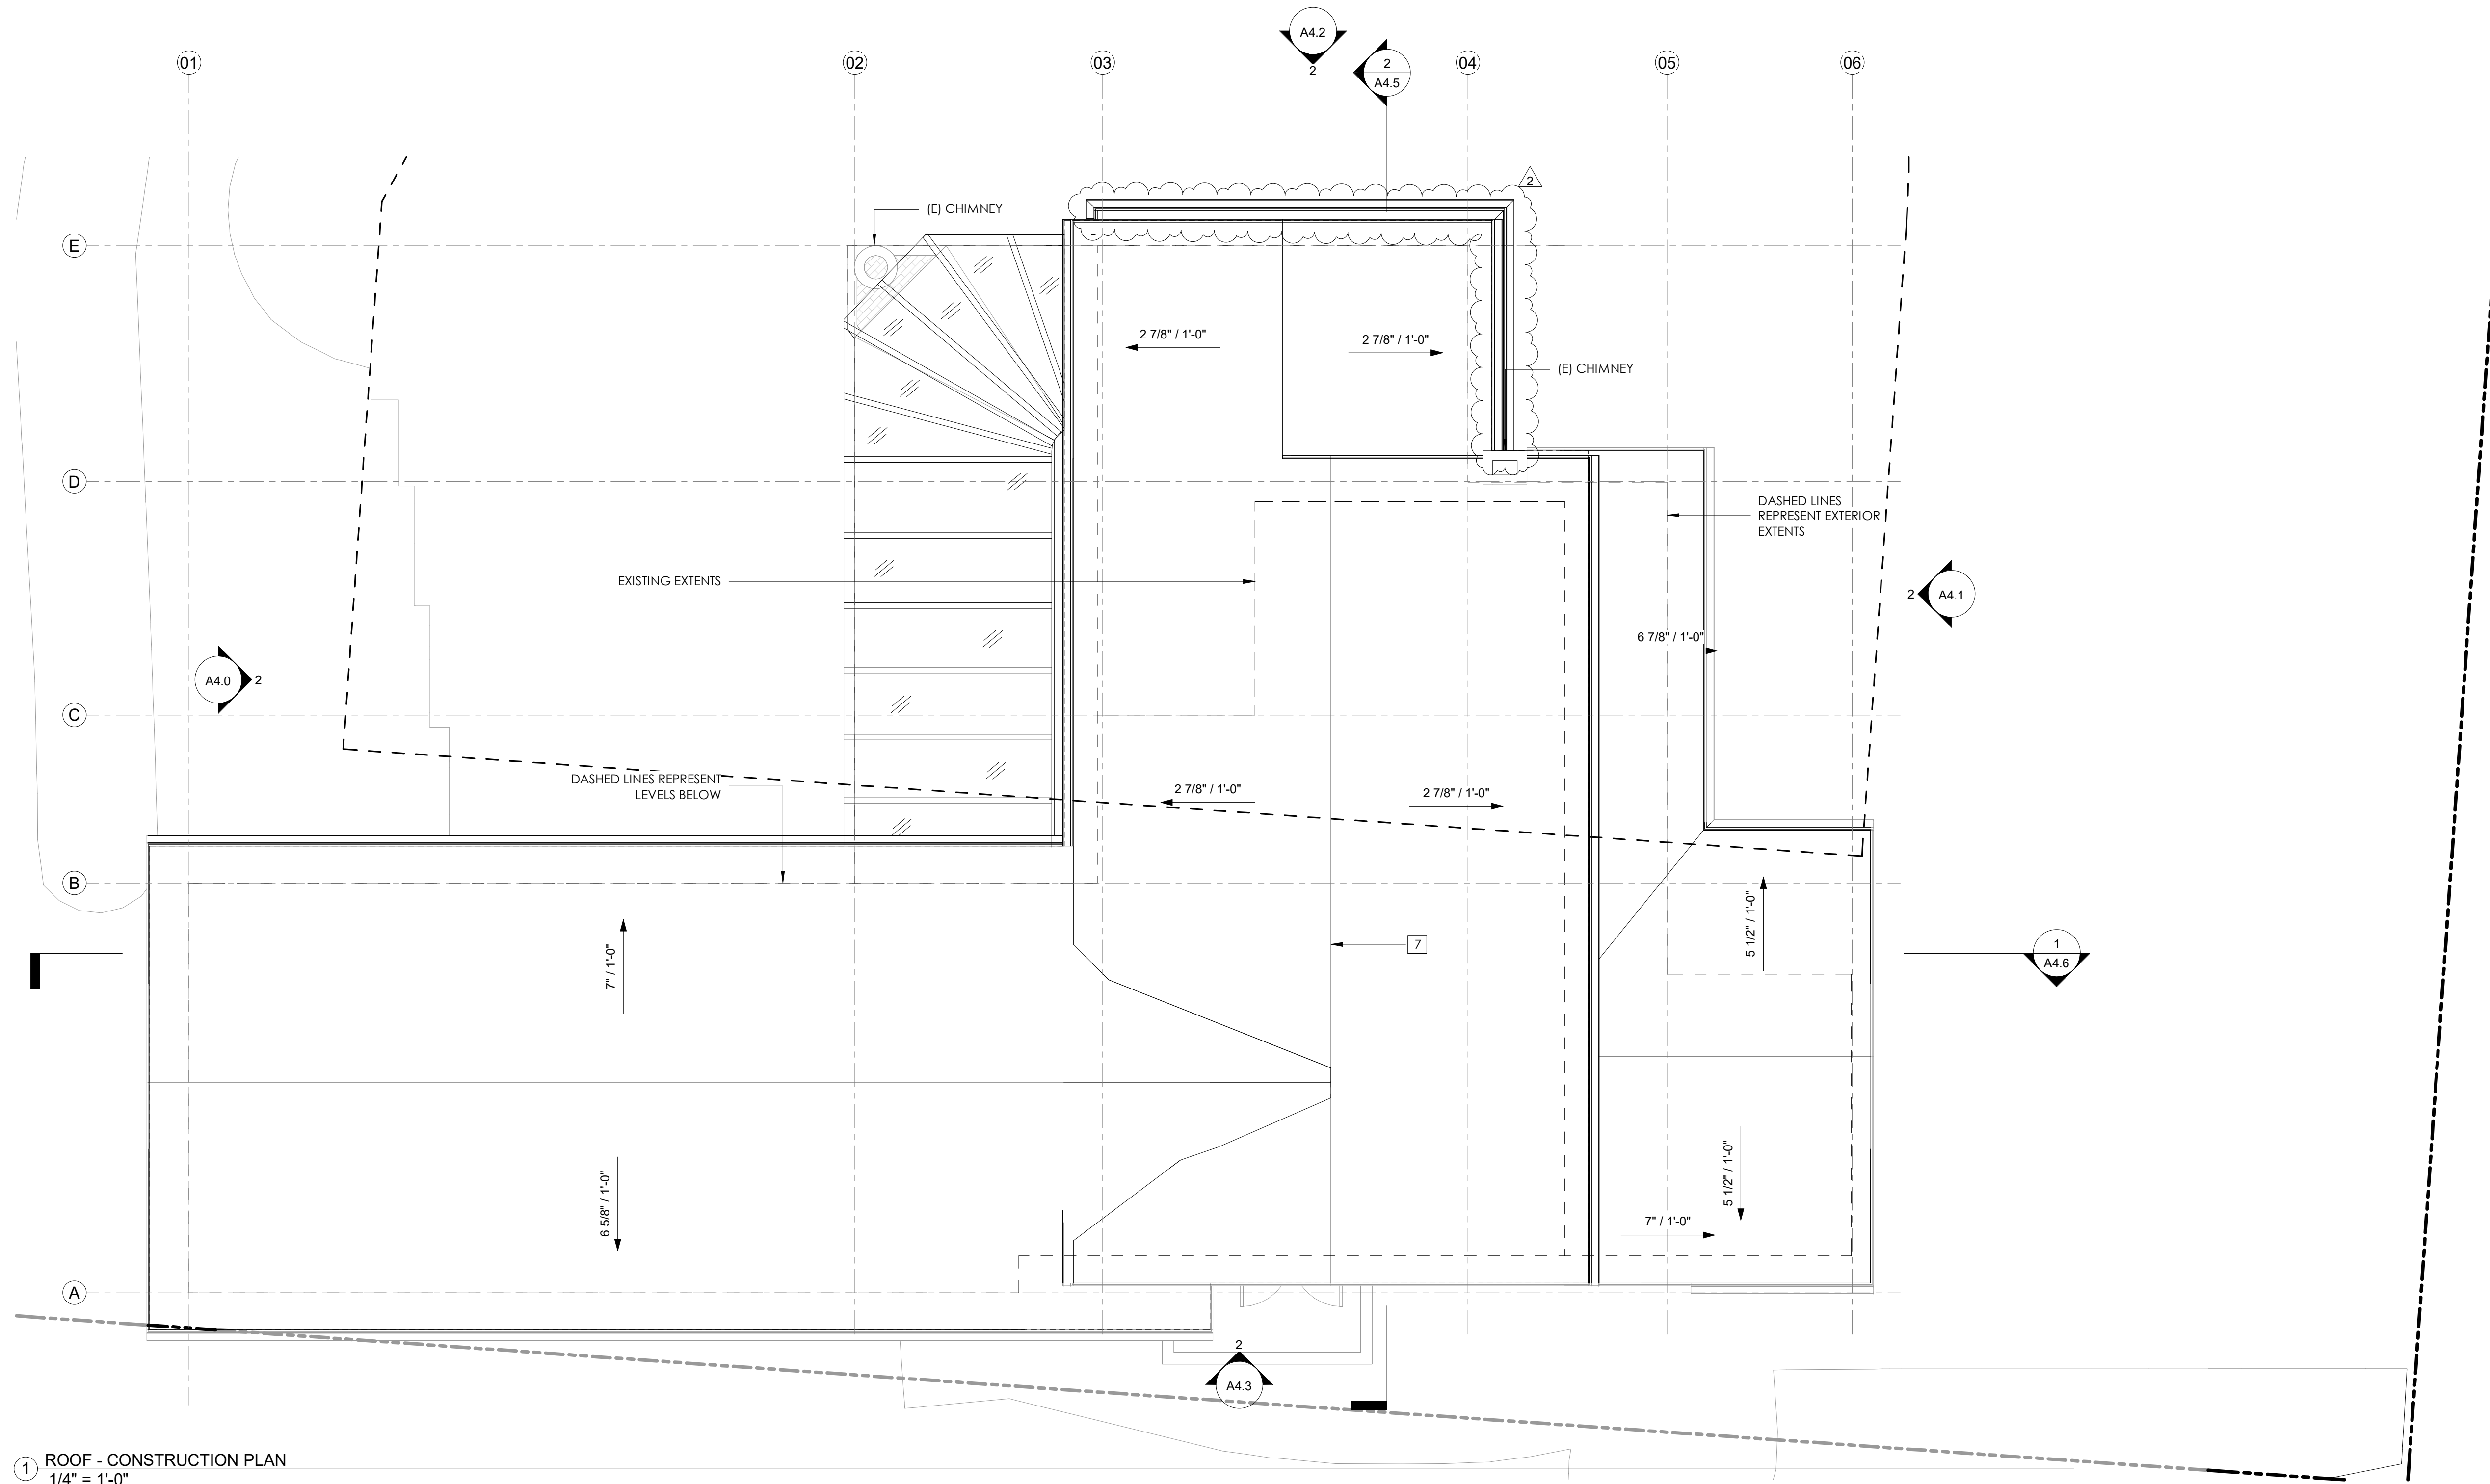 A4.2
2
2
A4.5
01
02
03
04
05
06
2
(E) CHIMNEY
E
2 7/8" / 1'-0"
2 7/8" / 1'-0"
(E) CHIMNEY
D
DASHED LINES
REPRESENT EXTERIOR
EXTENTS
EXISTING EXTENTS
2
A4.1
6 7/8" / 1'-0"
A4.0
2
C
DASHED LINES REPRESENT
LEVELS BELOW
2 7/8" / 1'-0"
2 7/8" / 1'-0"
B
7" / 1'-0"
5 1/2" / 1'-0"
7
1
A4.6
6 5/8" / 1'-0"
5 1/2" / 1'-0"
7" / 1'-0"
A
2
A4.3
1
ROOF - CONSTRUCTION PLAN
1/4" = 1'-0"